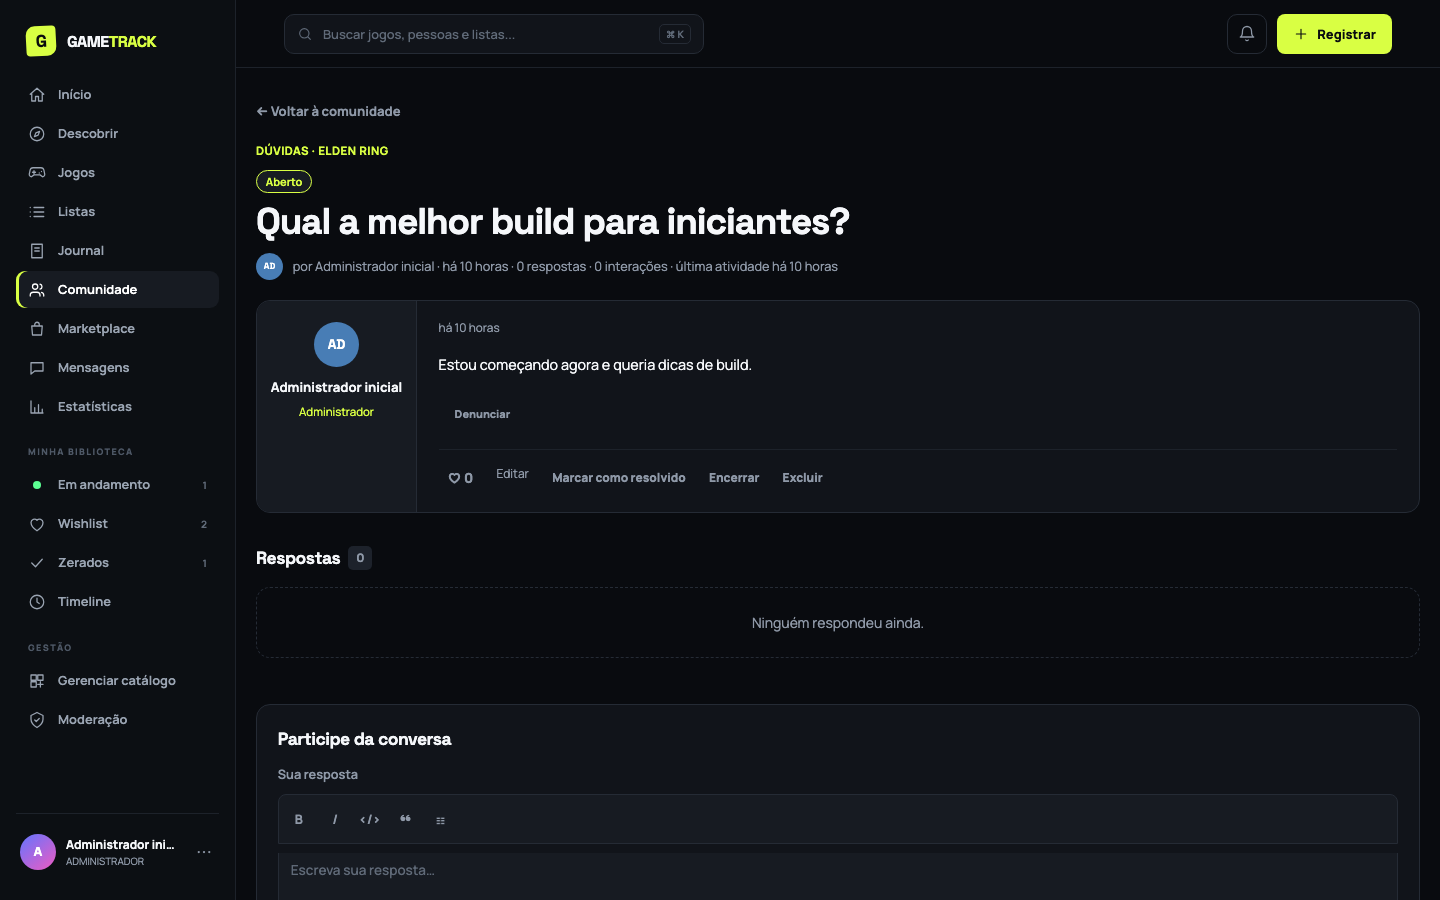 G GAMETRACK
Buscar jogos, pessoas e listas...
⌘ K
+ Registrar
Início
Descobrir
Jogos
Listas
Journal
Comunidade
Marketplace
Mensagens
Estatísticas
MINHA BIBLIOTECA
Em andamento 1
Wishlist 2
Zerados 1
Timeline
GESTÃO
Gerenciar catálogo
Moderação
A
Administrador ini...
ADMINISTRADOR
← Voltar à comunidade
DÚVIDAS · ELDEN RING
Aberto
Qual a melhor build para iniciantes?
AD por Administrador inicial · há 10 horas · 0 respostas · 0 interações · última atividade há 10 horas
AD
Administrador inicial
Administrador
há 10 horas
Estou começando agora e queria dicas de build.
Denunciar
♡ 0 Editar Marcar como resolvido Encerrar Excluir
Respostas 0
Ninguém respondeu ainda.
Participe da conversa
Sua resposta
B I </> ❝
Escreva sua resposta...